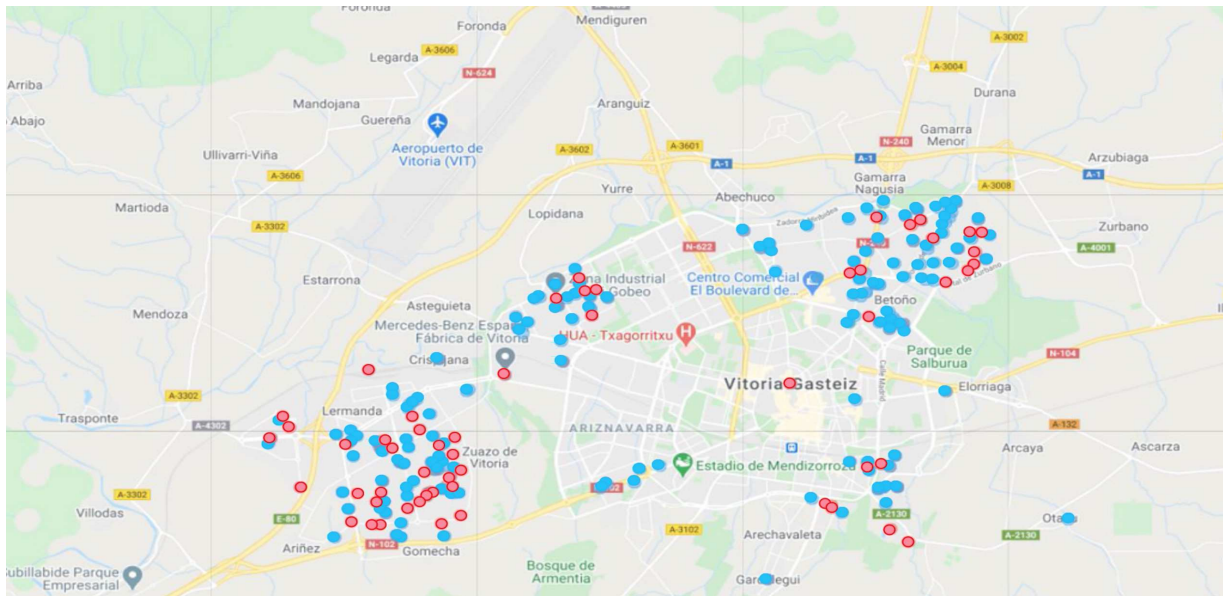 Foronda
Mendiguren
Foronda
Legarda
A-3606
N-624
A-3002
A-3004
Arriba
Durana
Mandojana
Aranguiz
Abajo
Guereña
Aeropuerto de
Vitoria (VIT)
Gamarra
Menor
N-240
Ullivarri-Viña
A-3602
A-3601
A-1
A-1
Arzubiaga
A-3606
A-1
Yurre
Gamarra
Nagusia
A-3008
Abechuco
Martioda
Lopidana
A-3302
N-622
Zurbano
A-4001
Estarrona
Industrial
Gobeo
Centro Comercial
El Boulevard de...
Betoño
Asteguieta
Mendoza
Mercedes-Benz
Fábrica de Vitoria
HUA - Txagorritxu
Parque de
Salburua
N-104
Vitoria-Gasteiz
Elorriaga
A-3302
Lermanda
Trasponte
A-4302
ARIZNAVARRA
A-132
Arcaya
Ascarza
Zuazo de
Vitoria
Estadio de Mendizorroza
A-3302
Villodas
E-80
A-2130
A-3102
Arechavaleta
A-2130
Ariñez
N-102
Gomecha
Bosque de
Armentia
Parque
Empresarial